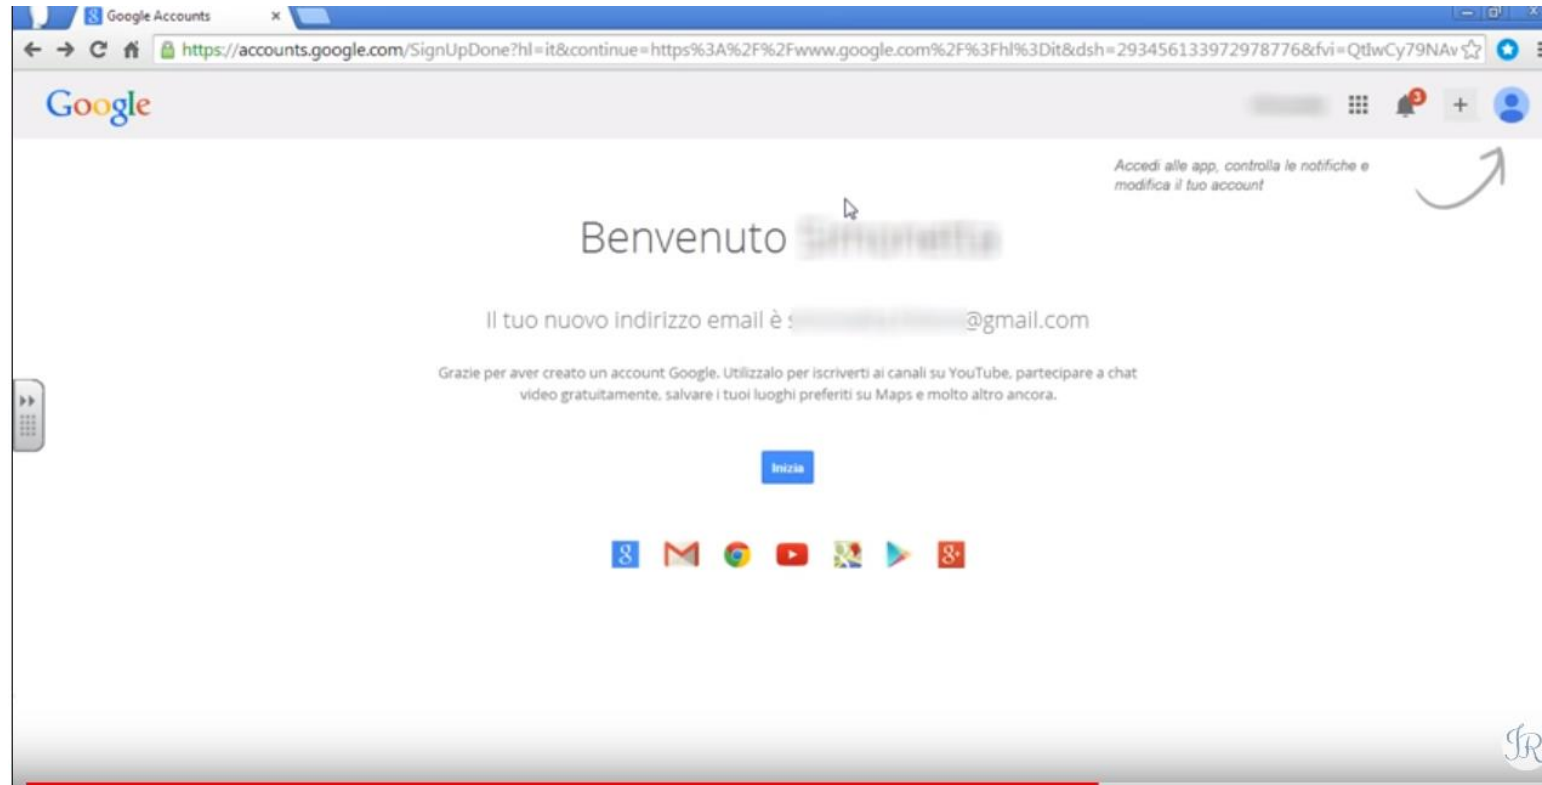 Google Accounts
https://accounts.google.com/SignUpDone?hl=it&continue=https%3A%2F%2Fwww.google.com%2F%3Fhl%3Dit&dsh=293456133972978776&fvi=QtlwCy79NAv
Google
3
Accedi alle app, controlla le notifiche e
modifica il tuo account
Benvenuto
Il tuo nuovo indirizzo email è @gmail.com
Grazie per aver creato un account Google. Utilizzalo per iscriverti ai canali su YouTube, partecipare a chat
video gratuitamente, salvare i tuoi luoghi preferiti su Maps e molto altro ancora.
Inizia
JR